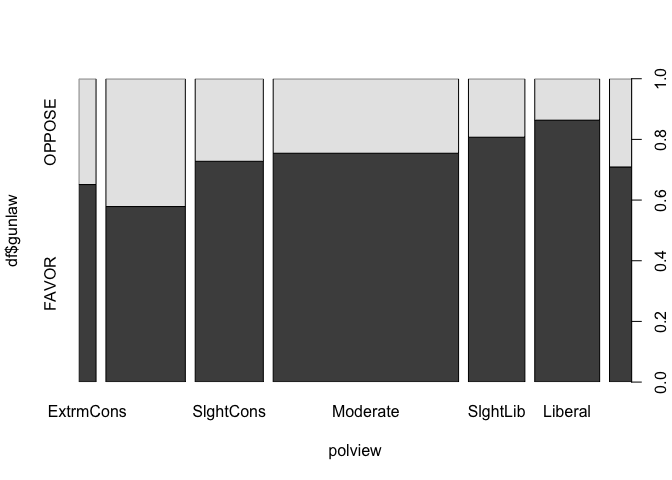 OPPOSE
FAVOR
df$gunlaw
1.0
0.8
0.6
0.4
0.2
0.0
ExtrmCons SlghtCons Moderate SlghtLib Liberal
polview